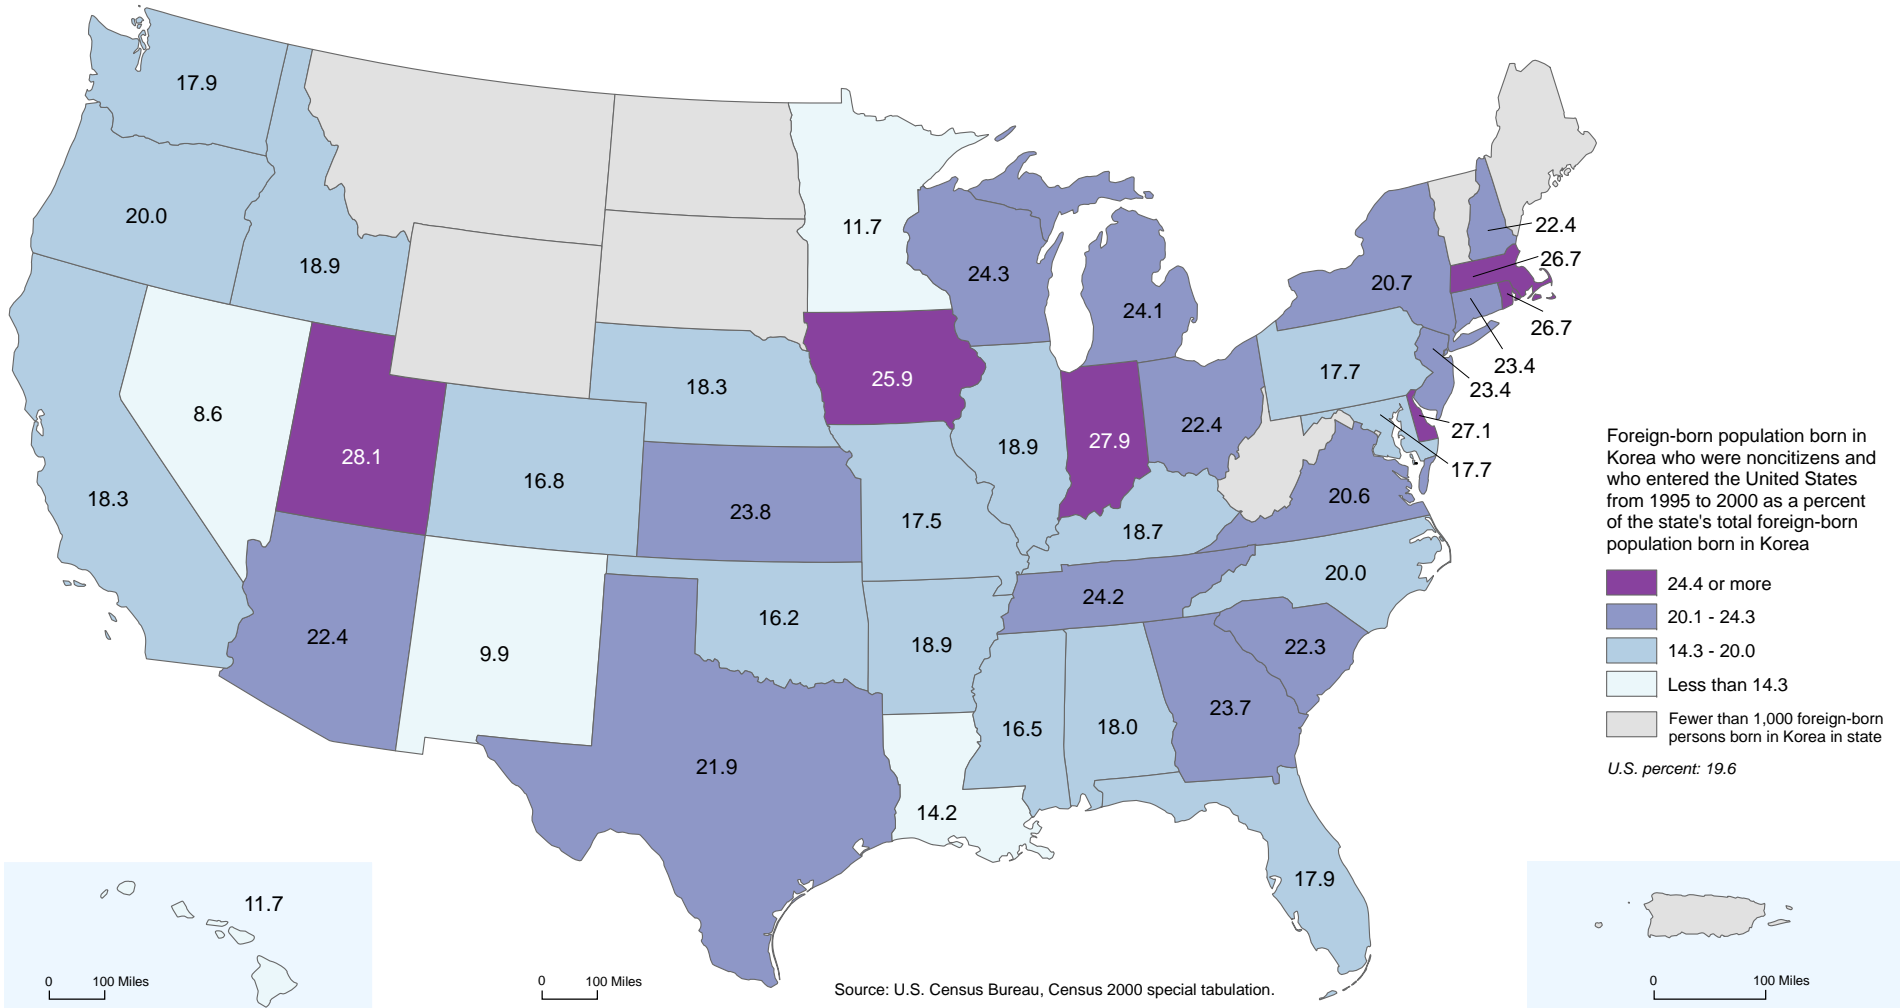 17.9
20.0
18.9
11.7
22.4
26.7
24.3
20.7
24.1
26.7
23.4
23.4
17.7
18.3
25.9
8.6
28.1
16.8
18.3
23.8
17.5
18.9
27.9
22.4
27.1
17.7
20.6
18.7
20.0
24.2
22.4
9.9
16.2
18.9
22.3
23.7
16.5
18.0
21.9
14.2
17.9
11.7
Foreign-born population born in
Korea who were noncitizens and
who entered the United States
from 1995 to 2000 as a percent
of the state's total foreign-born
population born in Korea
24.4 or more
20.1 - 24.3
14.3 - 20.0
Less than 14.3
Fewer than 1,000 foreign-born
persons born in Korea in state
U.S. percent: 19.6
0 100 Miles
0 100 Miles
Source: U.S. Census Bureau, Census 2000 special tabulation.
0 100 Miles